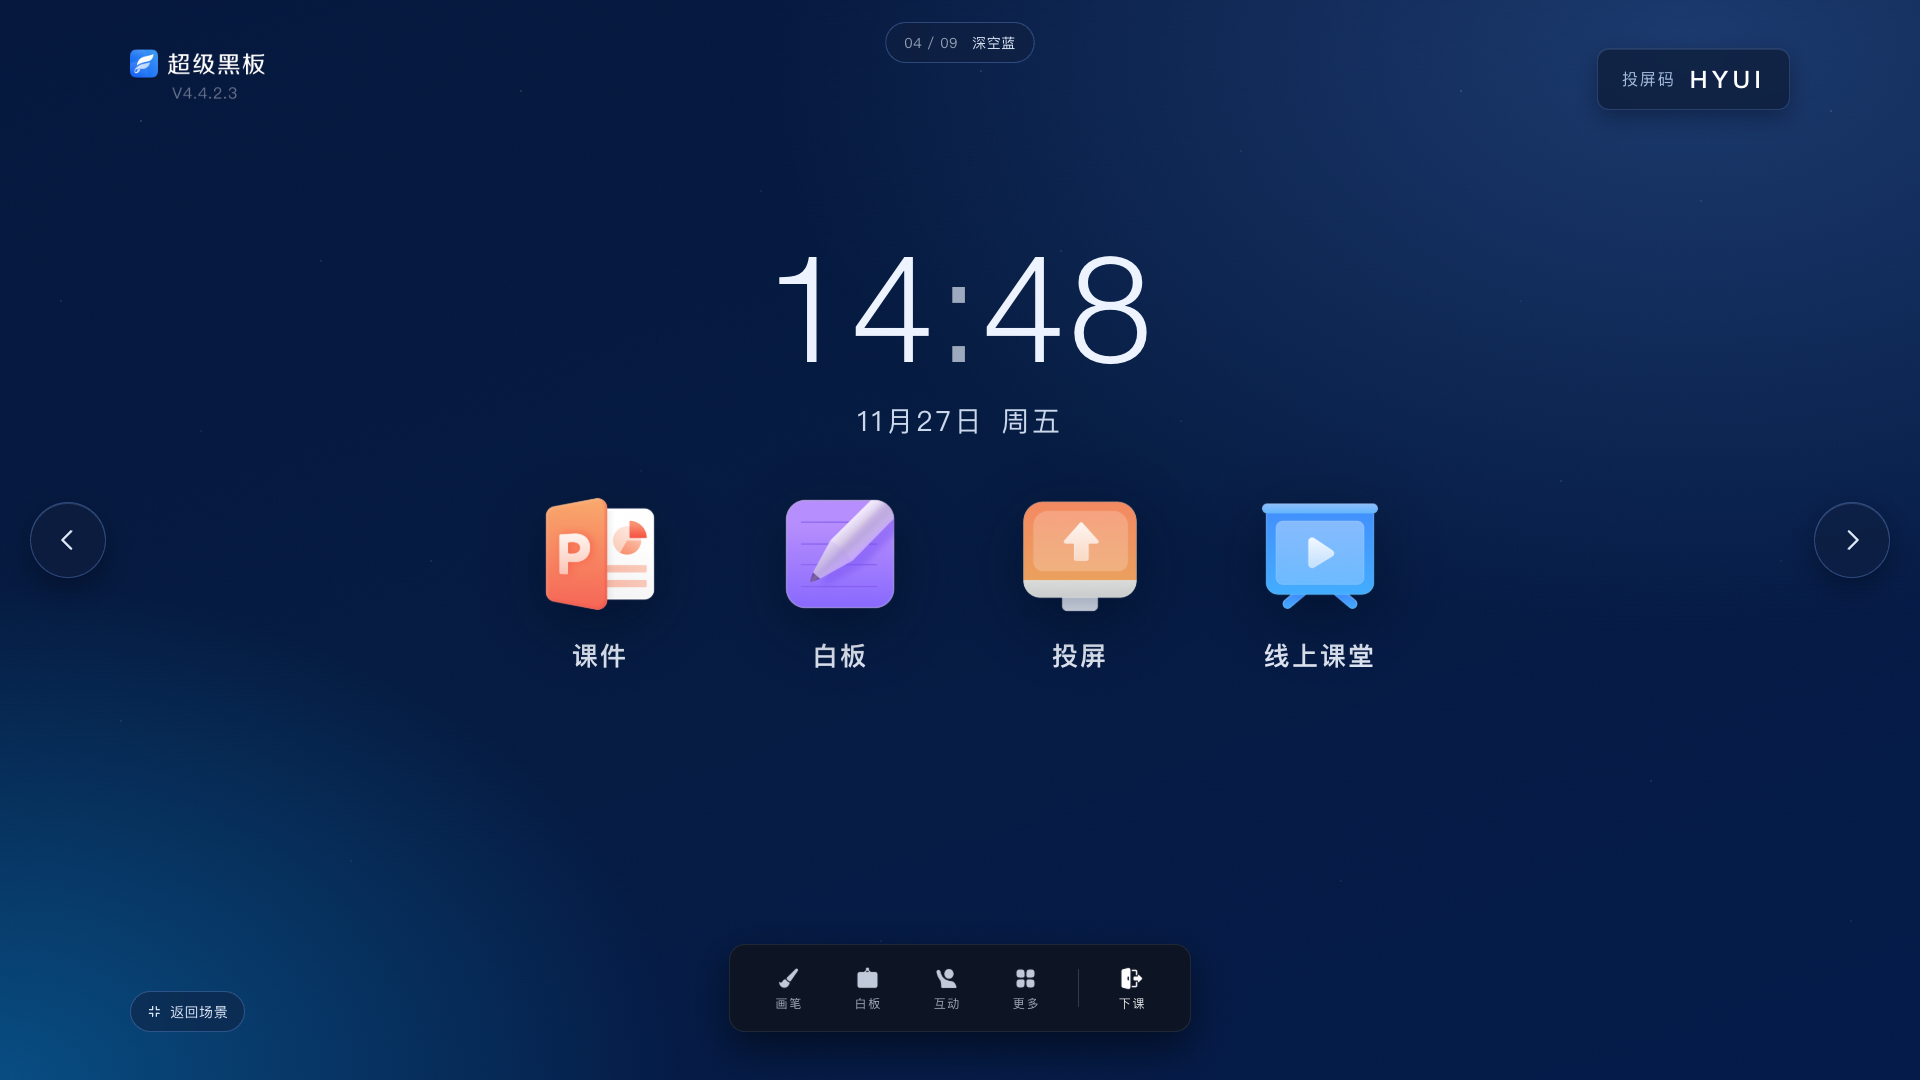 超级黑板
V4.4.2.3
04 / 09 深空蓝
投屏码 HYUI
14:48
11月27日 周五
P
课件
白板
投屏
线上课堂
返回场景
画笔
白板
互动
更多
下课